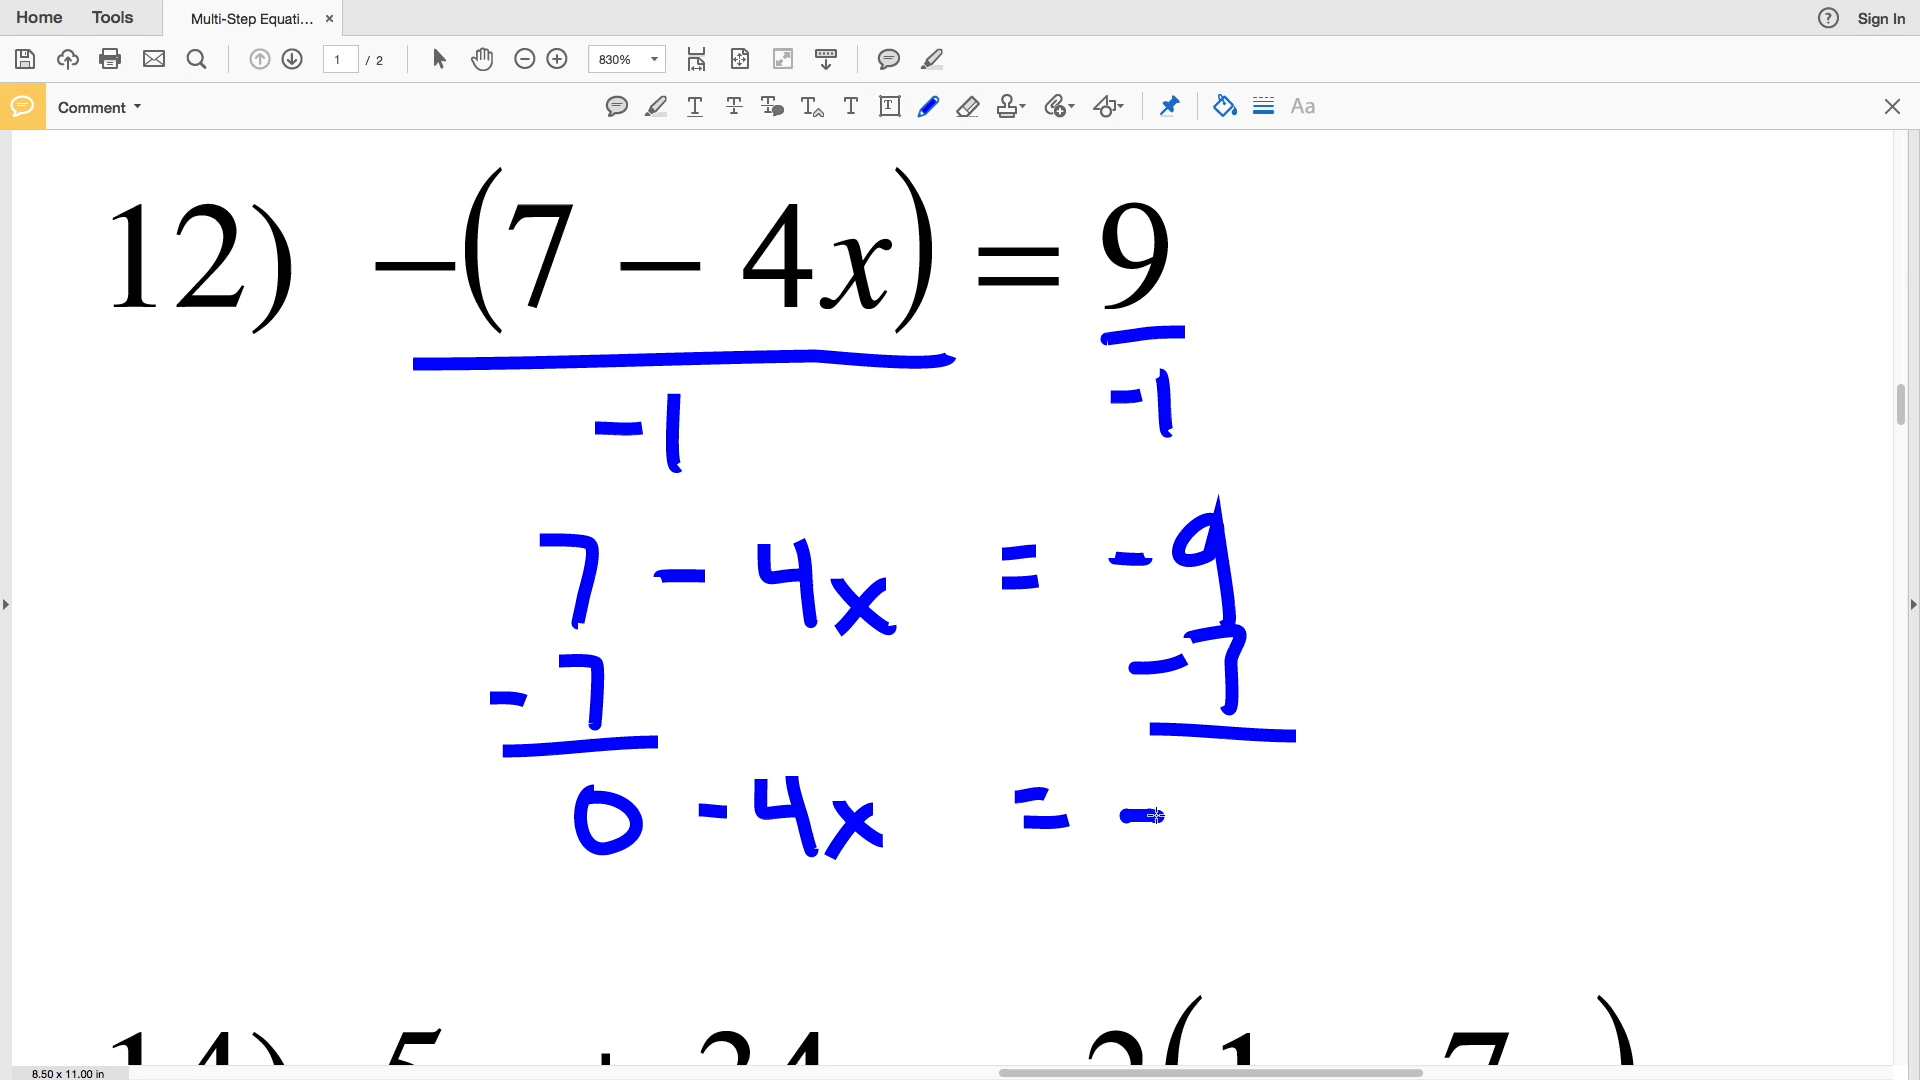 Home Tools Multi-Step Equati... × ? Sign In
1 / 2 830%
Comment T T T T T T Aa
12) −(7 − 4x) = 9
-1 -1
7 - 4x = -9
-7 -7
0 - 4x = -
8.50 x 11.00 in